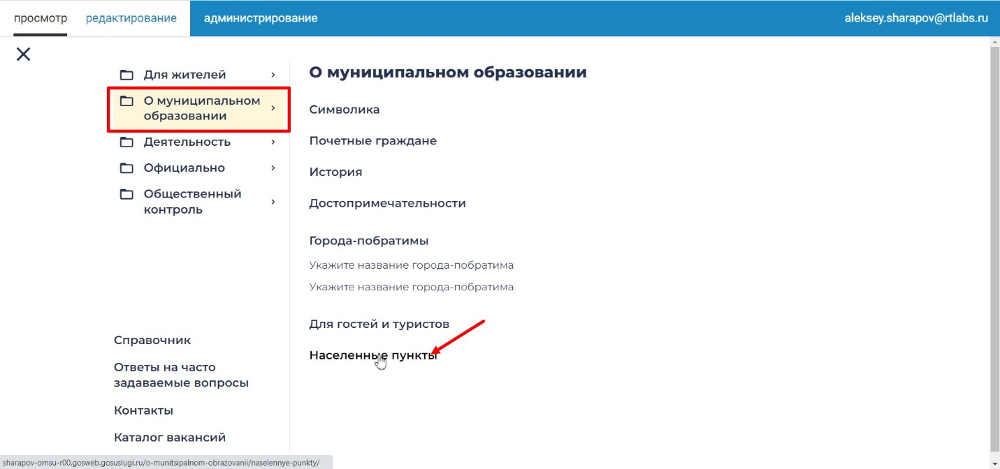 просмотр редактирование администрирование aleksey.sharapov@rtlabs.ru
Для жителей
О муниципальном
образовании
Деятельность
Официально
Общественный
контроль
Справочник
Ответы на часто
задаваемые вопросы
Контакты
Каталог вакансий
О муниципальном образовании
Символика
Почетные граждане
История
Достопримечательности
Города-побратимы
Укажите название города-побратима
Укажите название города-побратима
Для гостей и туристов
Населенные пункты
sharapov-omsu-r00.gosweb.gosuslugi.ru/o-munitsipalnom-obrazovanii/naselennye-punkty/